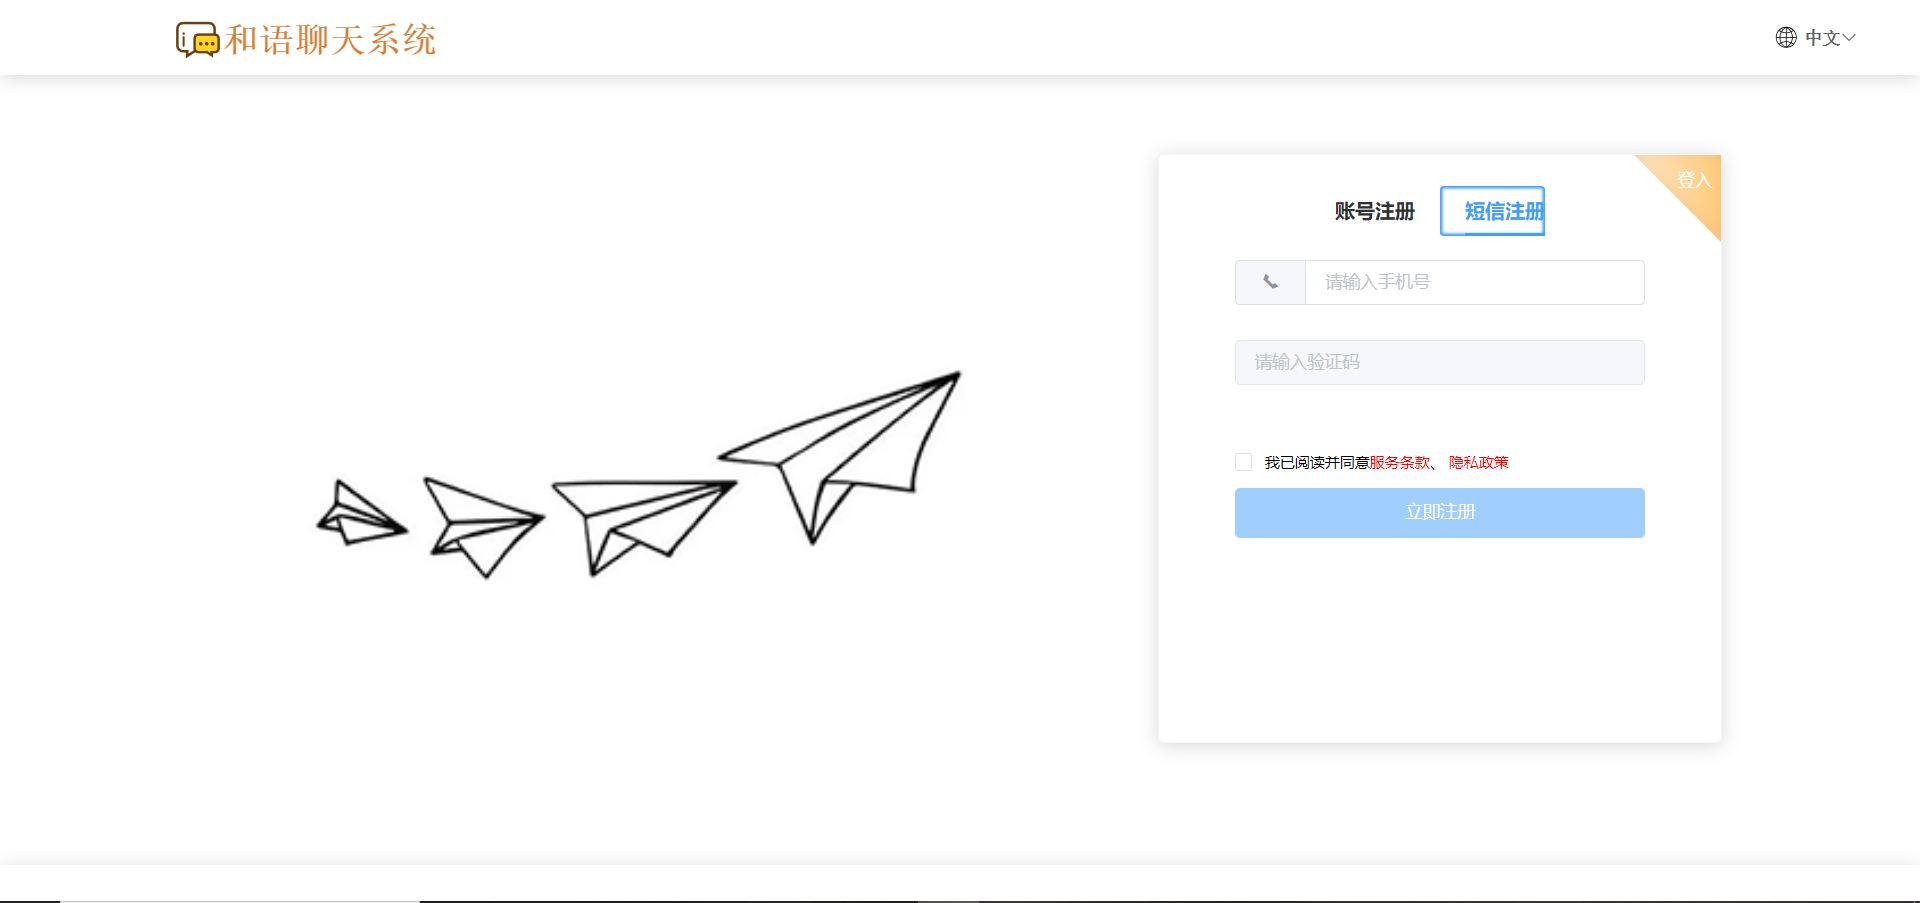 和语聊天系统
中文
登入
账号注册 短信注册
请输入手机号
请输入验证码
我已阅读并同意服务条款、 隐私政策
立即注册